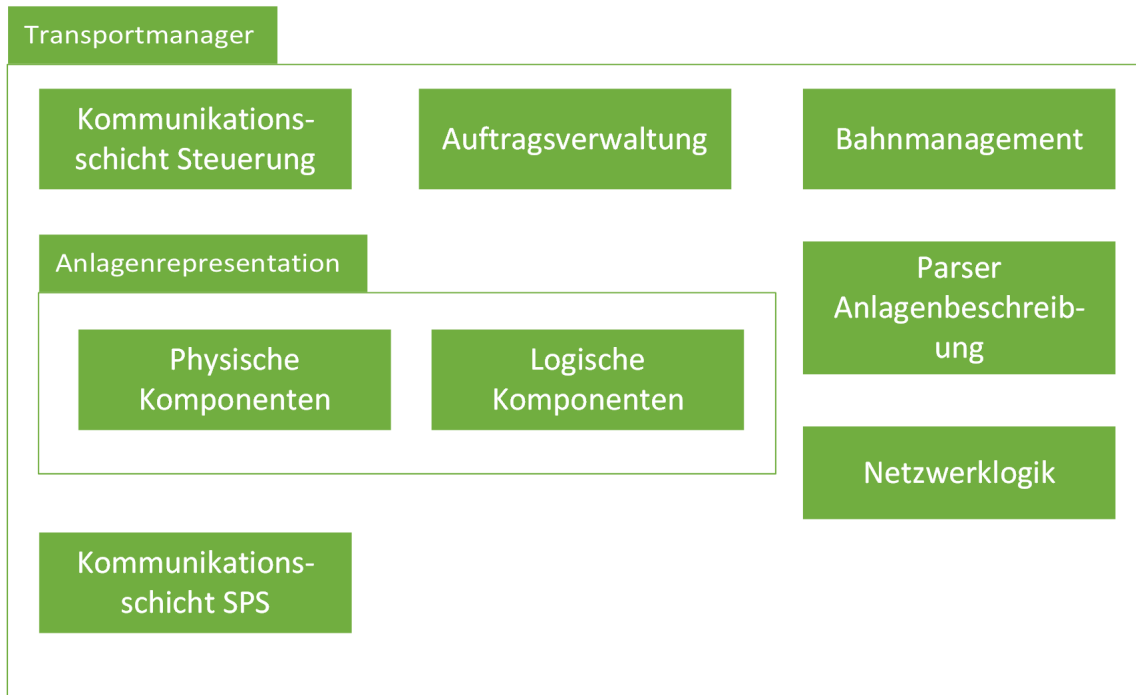 Transportmanager
Kommunikations-
schicht Steuerung
Auftragsverwaltung
Bahnmanagement
Anlagenrepresentation
Physische
Komponenten
Logische
Komponenten
Parser
Anlagenbeschreib-
ung
Netzwerklogik
Kommunikations-
schicht SPS